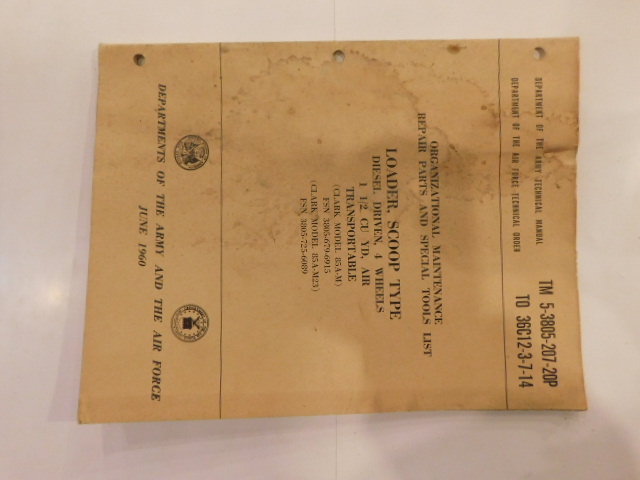 DEPARTMENT OF THE ARMY TECHNICAL MANUAL TM 5-3805-207-20P
DEPARTMENT OF THE AIR FORCE TECHNICAL ORDER TO 36C12-3-7-14
ORGANIZATIONAL MAINTENANCE
REPAIR PARTS AND SPECIAL TOOLS LIST
LOADER, SCOOP TYPE
DIESEL DRIVEN, 4 WHEELS
1 1/2 CU YD, AIR
TRANSPORTABLE
(CLARK MODEL 85A-M)
FSN 3805-679-6915
(CLARK MODEL 85A-M23)
FSN 3805-725-6089
DEPARTMENTS OF THE ARMY AND THE AIR FORCE
JUNE 1960